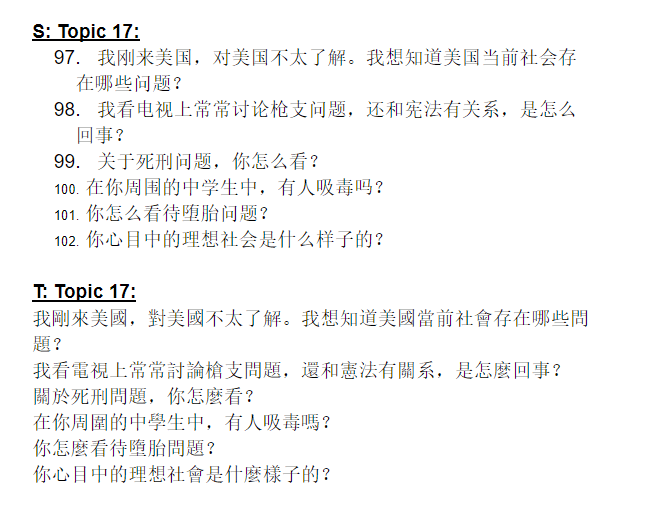 S: Topic 17:
97. 我刚来美国，对美国不太了解。我想知道美国当前社会存
在哪些问题？
98. 我看电视上常常讨论枪支问题，还和宪法有关系，是怎么
回事？
99. 关于死刑问题，你怎么看？
100. 在你周围的中学生中，有人吸毒吗？
101. 你怎么看待堕胎问题？
102. 你心目中的理想社会是什么样子的？
T: Topic 17:
我剛來美國，對美國不太了解。我想知道美國當前社會存在哪些問
題？
我看電視上常常討論槍支問題，還和憲法有關系，是怎麼回事？
關於死刑問題，你怎麼看？
在你周圍的中學生中，有人吸毒嗎？
你怎麼看待墮胎問題？
你心目中的理想社會是什麼樣子的？